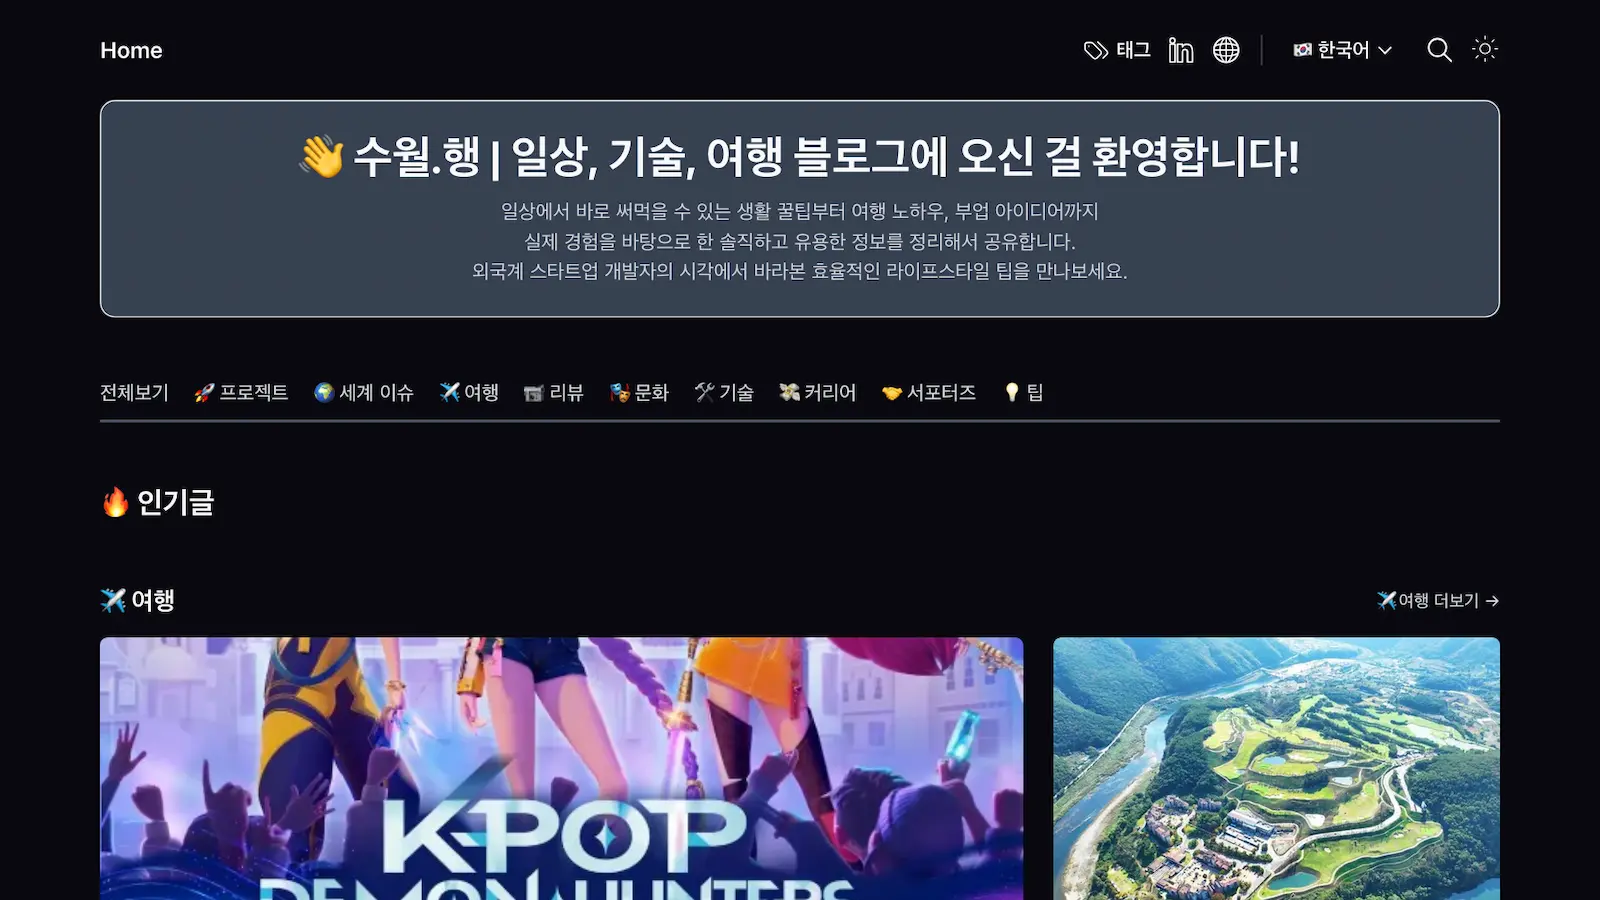 Home
태그
한국어
👋 수월.행 | 일상, 기술, 여행 블로그에 오신 걸 환영합니다!
일상에서 바로 써먹을 수 있는 생활 꿀팁부터 여행 노하우, 부업 아이디어까지
실제 경험을 바탕으로 한 솔직하고 유용한 정보를 정리해서 공유합니다.
외국계 스타트업 개발자의 시각에서 바라본 효율적인 라이프스타일 팁을 만나보세요.
전체보기 🚀 프로젝트 🌍 세계 이슈 ✈️ 여행 📹 리뷰 🎭 문화 🛠️ 기술 💸 커리어 🤝 서포터즈 💡 팁
🔥 인기글
✈️ 여행
✈️ 여행 더보기 →
KPOP
DEMON HUNTERS